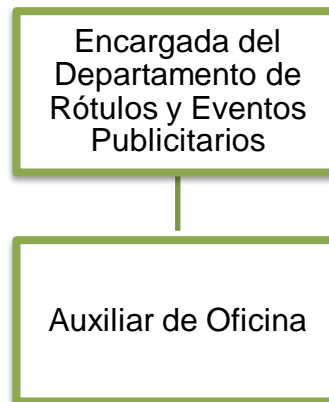 Encargada del
Departamento de
Rótulos y Eventos
Publicitarios
Auxiliar de Oficina